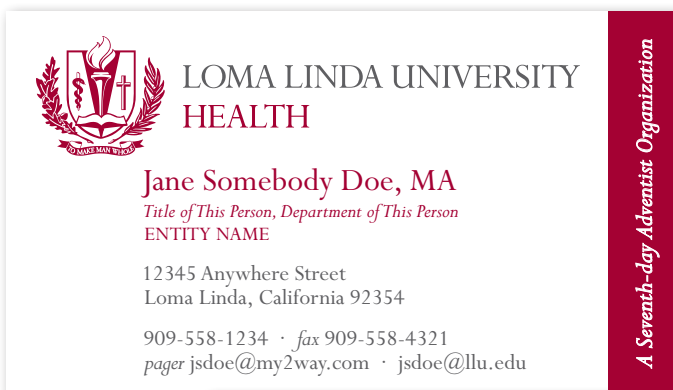 LOMA LINDA UNIVERSITY
HEALTH
TO MAKE MAN WHOLE
Jane Somebody Doe, MA
Title of This Person, Department of This Person
ENTITY NAME
12345 Anywhere Street
Loma Linda, California 92354
909-558-1234 · fax 909-558-4321
pager jsdoe@my2way.com · jsdoe@llu.edu
A Seventh-day Adventist Organization